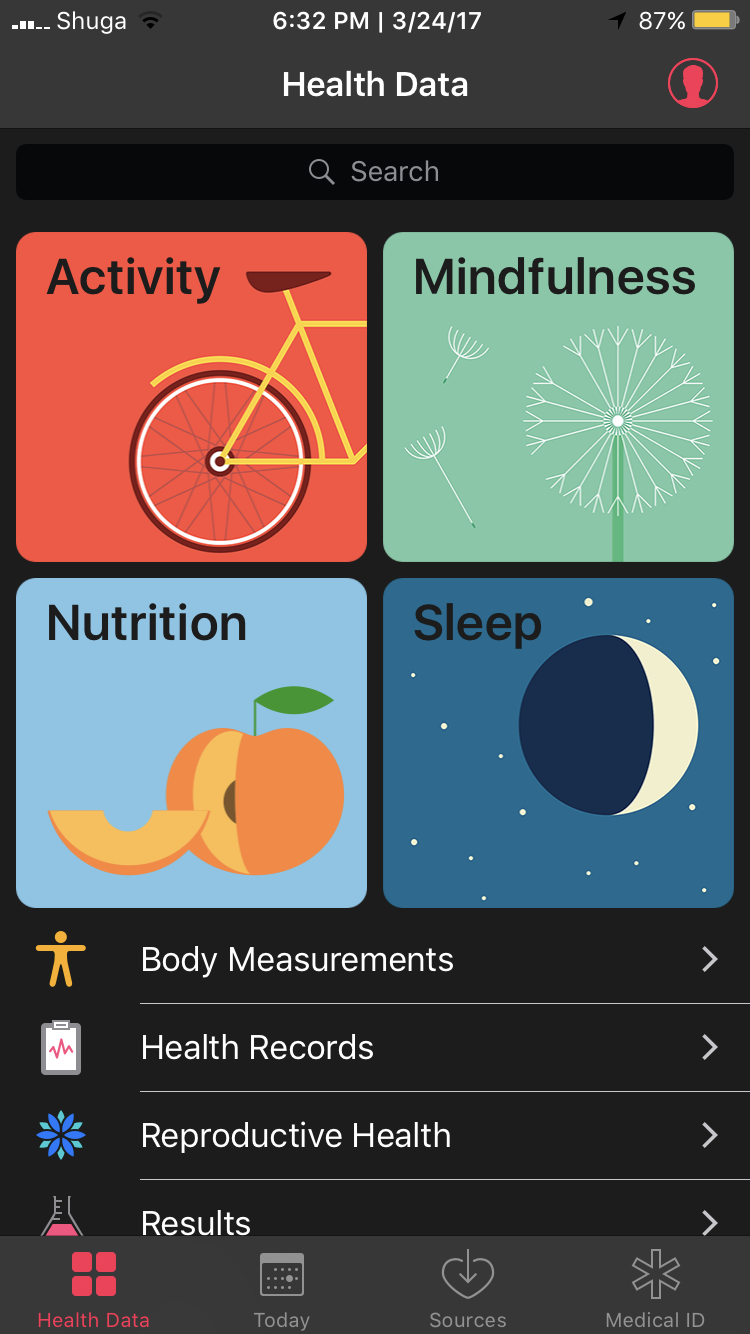 Shuga 6:32 PM | 3/24/17 87%
Health Data
Search
Activity
Mindfulness
Nutrition
Sleep
Body Measurements
Health Records
Reproductive Health
Results
Health Data Today Sources Medical ID